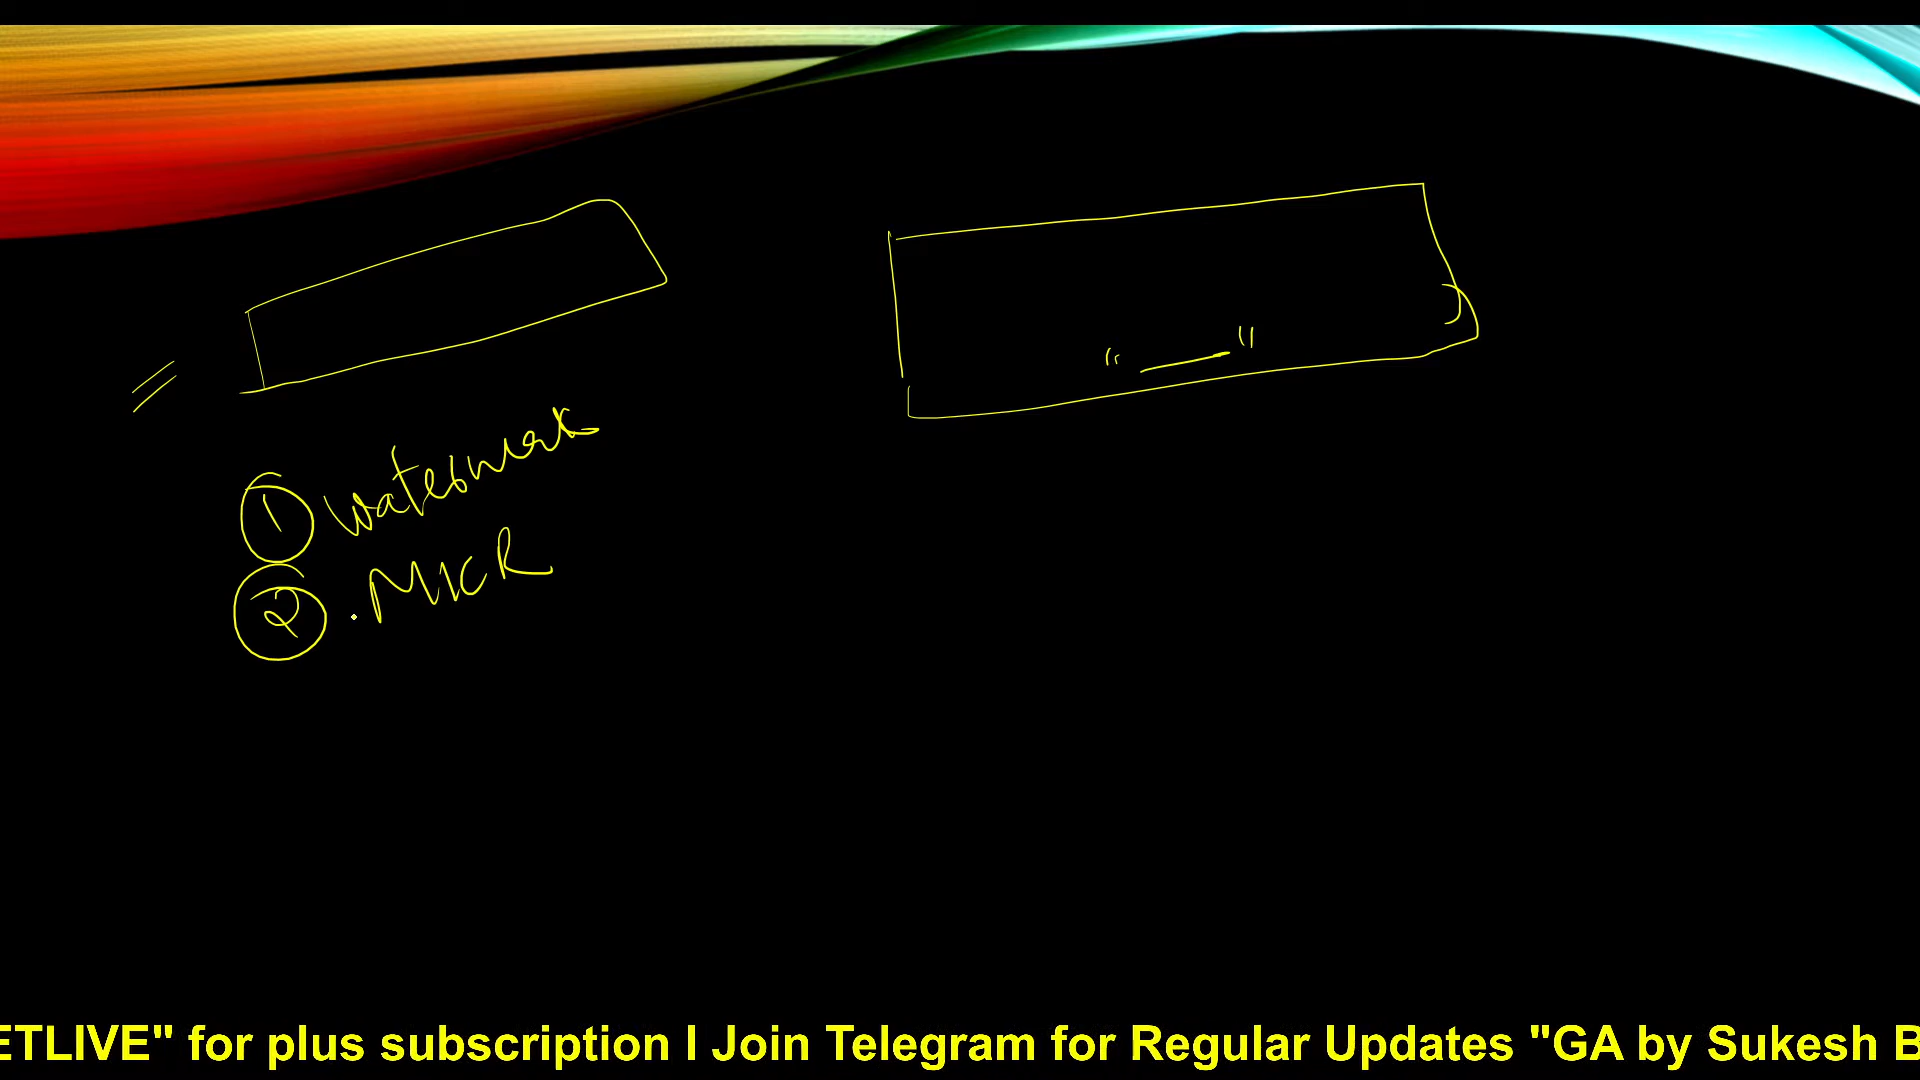 ① Watermark
② . MICR
" — "
ETLIVE" for plus subscription I Join Telegram for Regular Updates "GA by Sukesh B